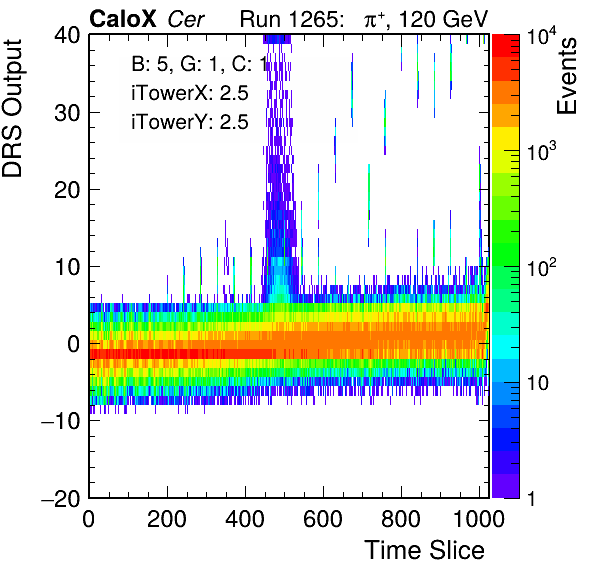 CaloX Cer Run 1265: π⁺, 120 GeV
B: 5, G: 1, C: 1
iTowerX: 2.5
iTowerY: 2.5
DRS Output
40
30
20
10
0
−10
−20
0 200 400 600 800 1000
Time Slice
Events
10⁴
10³
10²
10
1